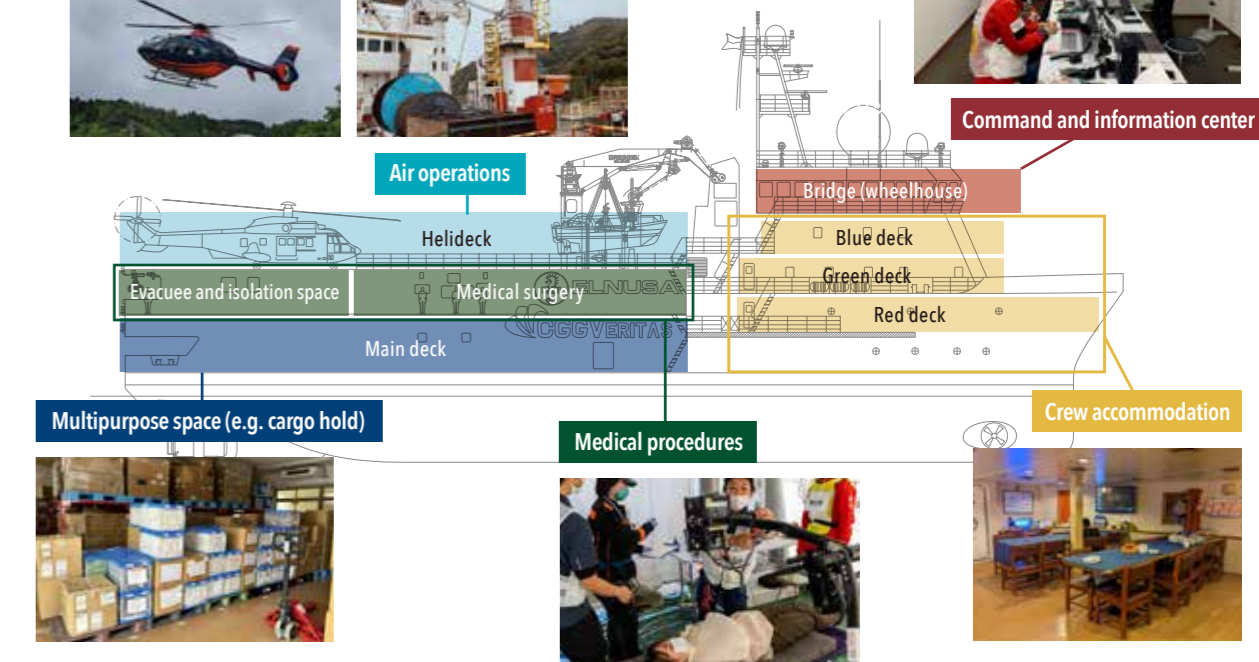 Command and information center
Air operations
Bridge (wheelhouse)
Helideck
Blue deck
Green deck
Evacuee and isolation space
Medical surgery
ELNUSA
Red deck
CGGVERITAS
Main deck
Multipurpose space (e.g. cargo hold)
Crew accommodation
Medical procedures